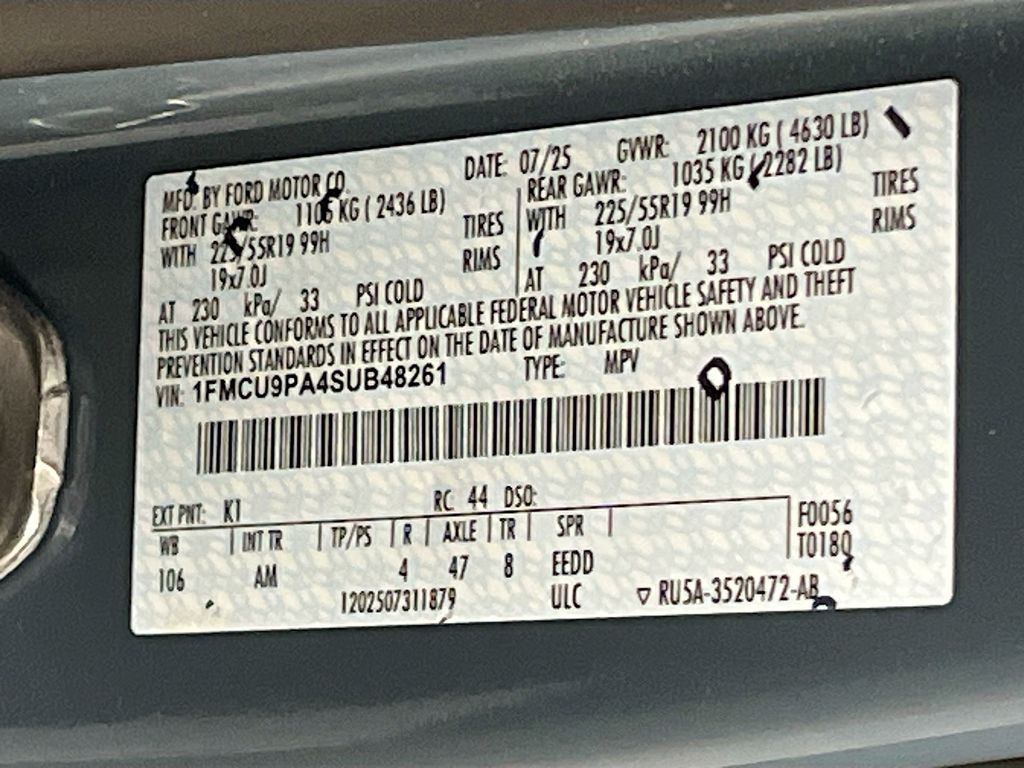 MFD. BY FORD MOTOR CO. DATE: 07/25 GVWR: 2100 KG ( 4630 LB)
FRONT GAWR: 1105 KG ( 2436 LB) REAR GAWR: 1035 KG ( 2282 LB)
WITH 225/55R19 99H TIRES WITH 225/55R19 99H TIRES
19x7.0J RIMS 19x7.0J RIMS
AT 230 kPa/ 33 PSI COLD AT 230 kPa/ 33 PSI COLD
THIS VEHICLE CONFORMS TO ALL APPLICABLE FEDERAL MOTOR VEHICLE SAFETY AND THEFT
PREVENTION STANDARDS IN EFFECT ON THE DATE OF MANUFACTURE SHOWN ABOVE.
VIN: 1FMCU9PA4SUB48261 TYPE: MPV
EXT PNT: K1 RC: 44 DSO:
WB INT TR TP/PS R AXLE TR SPR F0056
106 AM 4 47 8 EEDD T0180
1202507311879 ULC ▽ RU5A-3520472-AB